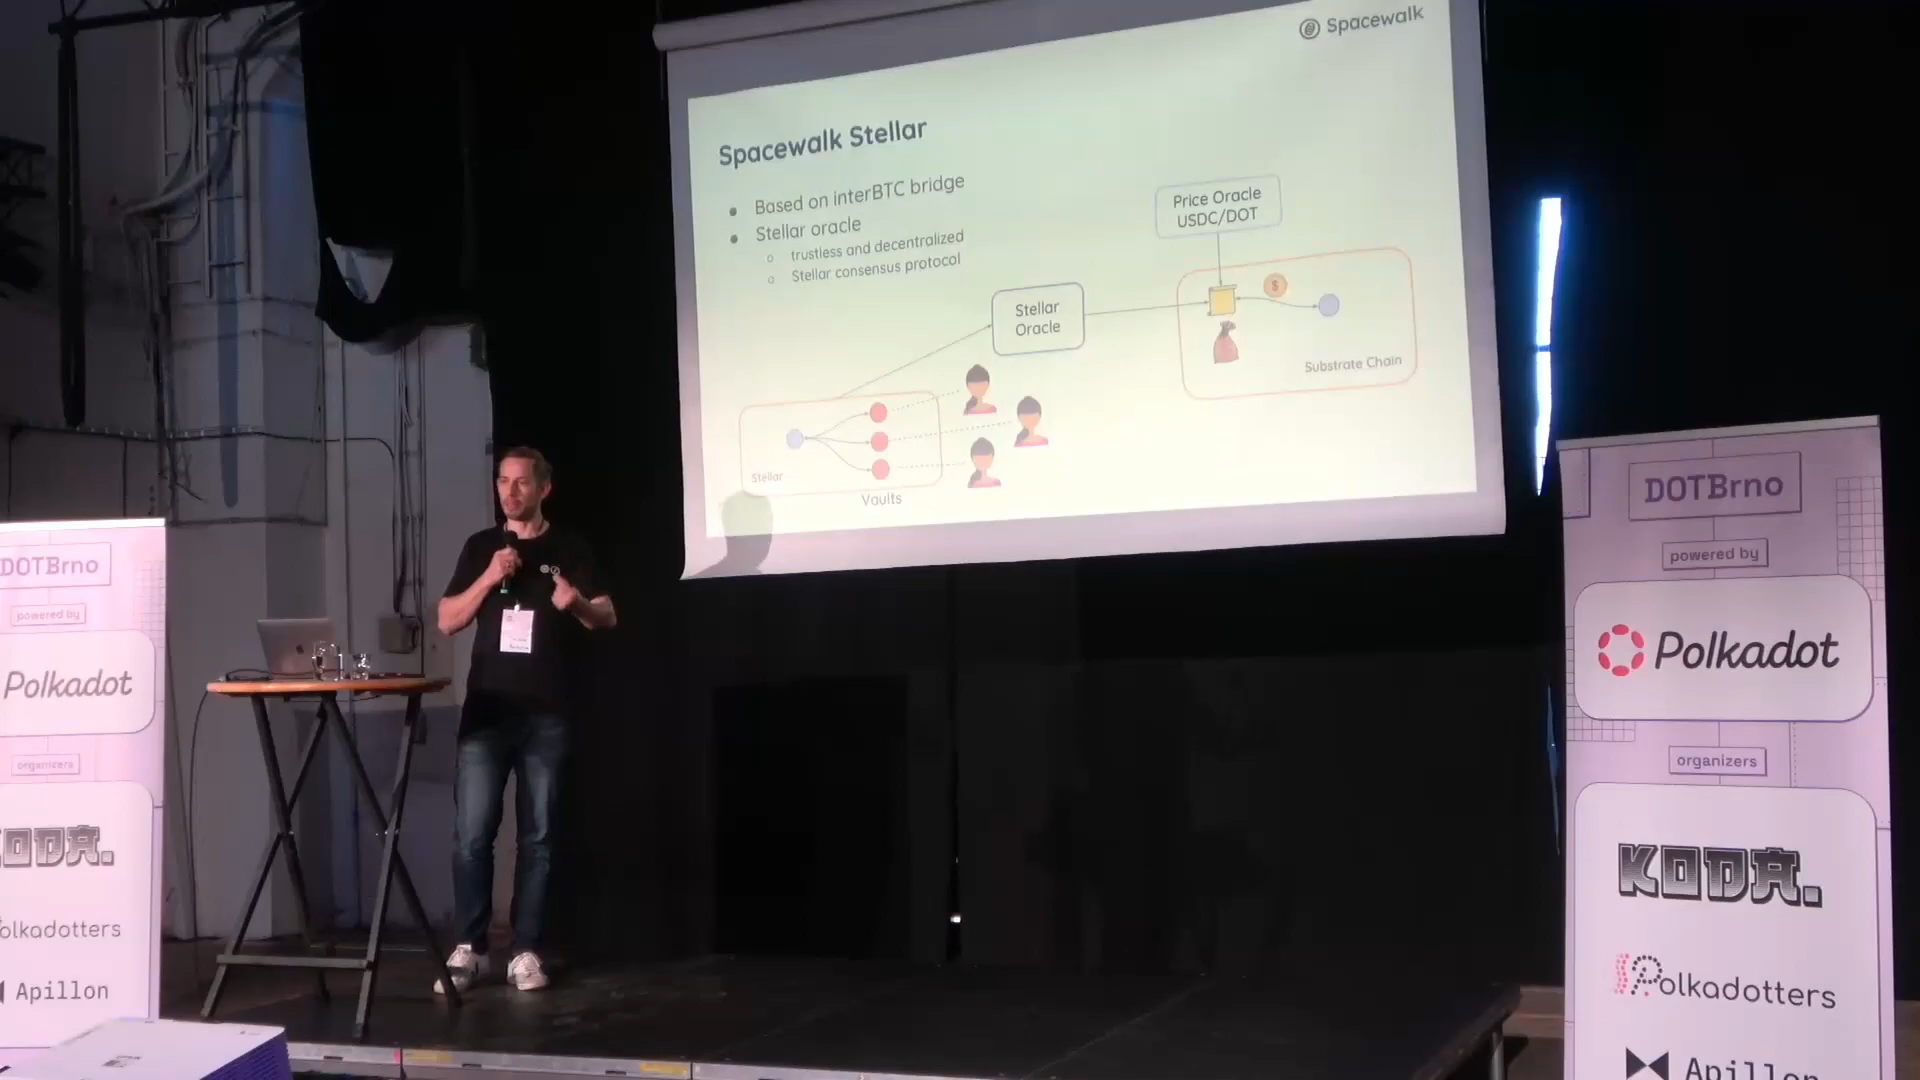 Spacewalk
Spacewalk Stellar
Based on interBTC bridge
Stellar oracle
trustless and decentralized
Stellar consensus protocol
Price Oracle
USDC/DOT
Stellar
Oracle
$
Substrate Chain
Stellar
Vaults
DOTBrno
powered by
Polkadot
organizers
KODA.
olkadotters
Apillon
DOTBrno
powered by
Polkadot
organizers
KODA.
Polkadotters
Apillon